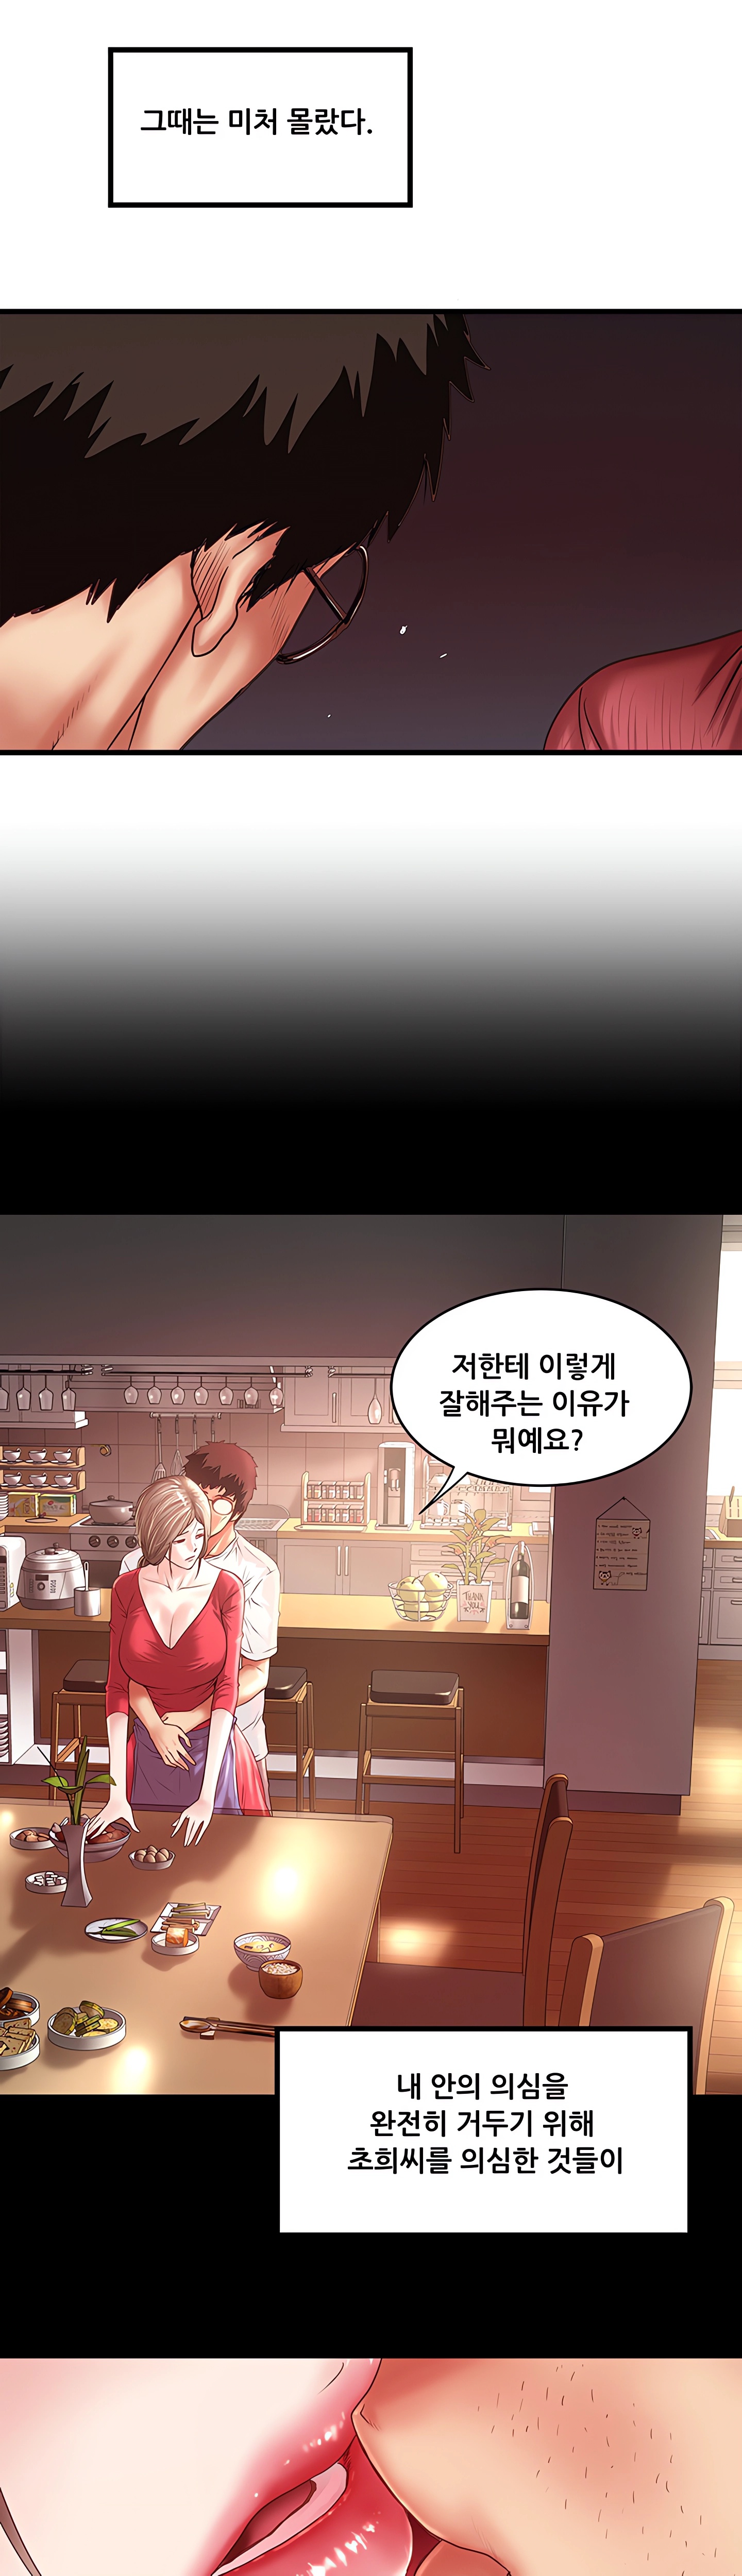 그때는 미처 몰랐다.
저한테 이렇게
잘해주는 이유가
뭐예요?
THANK
YOU
내 안의 의심을
완전히 거두기 위해
초희씨를 의심한 것들이